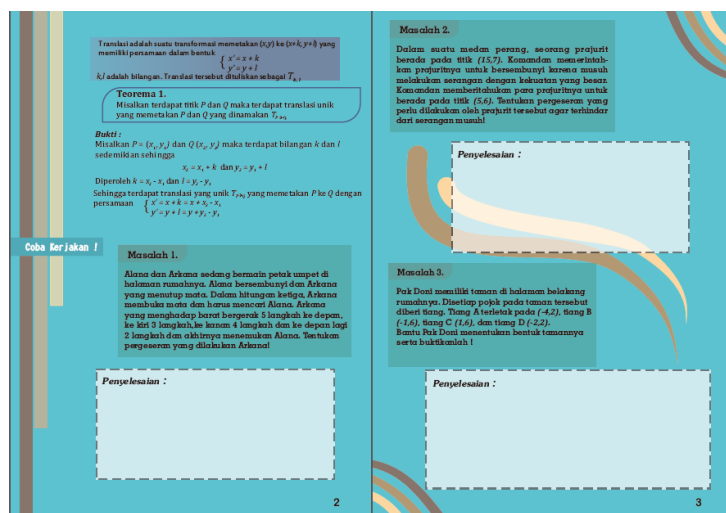 Translasi adalah suatu transformasi memetakan (x,y) ke (x+k, y+l) yang
memiliki persamaan dalam bentuk { x' = x + k
y' = y + l
k,l adalah bilangan. Translasi tersebut dituliskan sebagai T k, l
Teorema 1.
Misalkan terdapat titik P dan Q maka terdapat translasi unik
yang memetakan P dan Q yang dinamakan
Bukti :
Misalkan P = (x₁, y₁) dan Q (x₂, y₂) maka terdapat bilangan k dan l
sedemikian sehingga
x₂ = x₁ + k dan y₂ = y₁ + l
Diperoleh k = x₂ - x₁ dan l = y₂ - y₁
Sehingga terdapat translasi yang unik yang memetakan P ke Q dengan
persamaan { x' = x + k = x + x₂ - x₁
y' = y + l = y + y₂ - y₁
Coba Kerjakan !
Masalah 1.
Alana dan Arkana sedang bermain petak umpet di
halaman rumahnya. Alana bersembunyi dan Arkana
yang menutup mata. Dalam hitungan ketiga, Arkana
membuka mata dan harus mencari Alana. Arkana
yang menghadap barat bergerak 5 langkah ke depan,
ke kiri 3 langkah,ke kanan 4 langkah dan ke depan lagi
2 langkah dan akhirnya menemukan Alana. Tentukan
pergeseran yang dilakukan Arkana!
Penyelesaian :
2
Masalah 2.
Dalam suatu medan perang, seorang prajurit
berada pada titik (15,7). Komandan memerintah-
kan prajuritnya untuk bersembunyi karena musuh
melakukan serangan dengan kekuatan yang besar.
Komandan memberitahukan para prajuritnya untuk
berada pada titik (5,6). Tentukan pergeseran yang
perlu dilakukan oleh prajurit tersebut agar terhindar
dari serangan musuh!
Penyelesaian :
Masalah 3.
Pak Doni memiliki taman di halaman belakang
rumahnya. Disetiap pojok pada taman tersebut
diberi tiang. Tiang A terletak pada (-4,2), tiang B
(-1,6), tiang C (1,6), dan tiang D (-2,2).
Bantu Pak Doni menentukan bentuk tamannya
serta buktikanlah !
Penyelesaian :
3